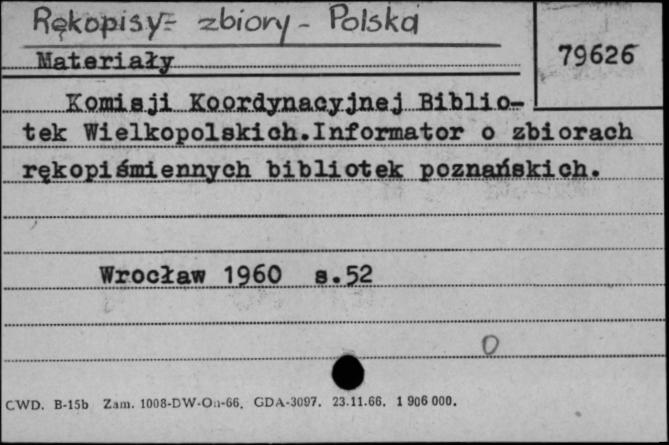 Rękopisy - zbiory - Polska
79626
Materiały
Komisji Koordynacyjnej Biblio-
tek Wielkopolskich.Informator o zbiorach
rękopiśmiennych bibliotek poznańskich.
Wrocław 1960 s.52
0
CWD. B-15b Zam. 1008-DW-On-66. GDA-3097. 23.11.66. 1 906 000.